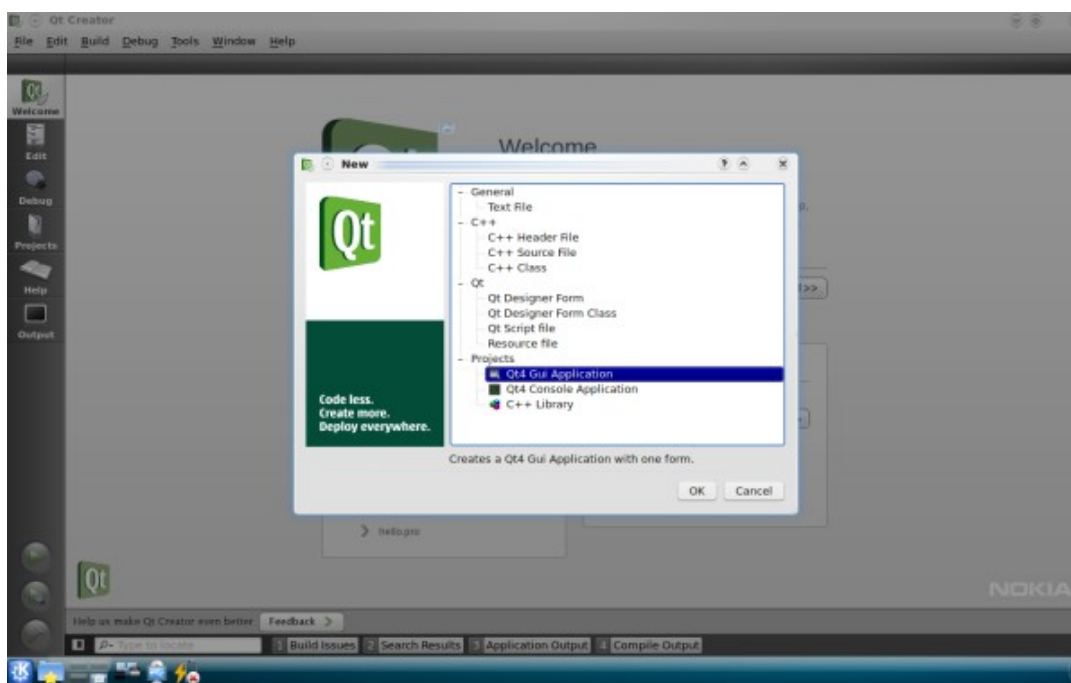 Qt Creator
File Edit Build Debug Tools Window Help
Qt
Welcome
Edit
Debug
Projects
Help
Output
Welcome
New
General
Text File
C++
C++ Header File
C++ Source File
C++ Class
Qt
Qt Designer Form
Qt Designer Form Class
Qt Script file
Resource file
Projects
Qt4 Gui Application
Qt4 Console Application
C++ Library
Qt
Code less.
Create more.
Deploy everywhere.
Creates a Qt4 Gui Application with one form.
OK Cancel
>>
hello.pro
Qt
NOKIA
Help us make Qt Creator even better Feedback
Type to locate 1 Build Issues 2 Search Results 3 Application Output 4 Compile Output